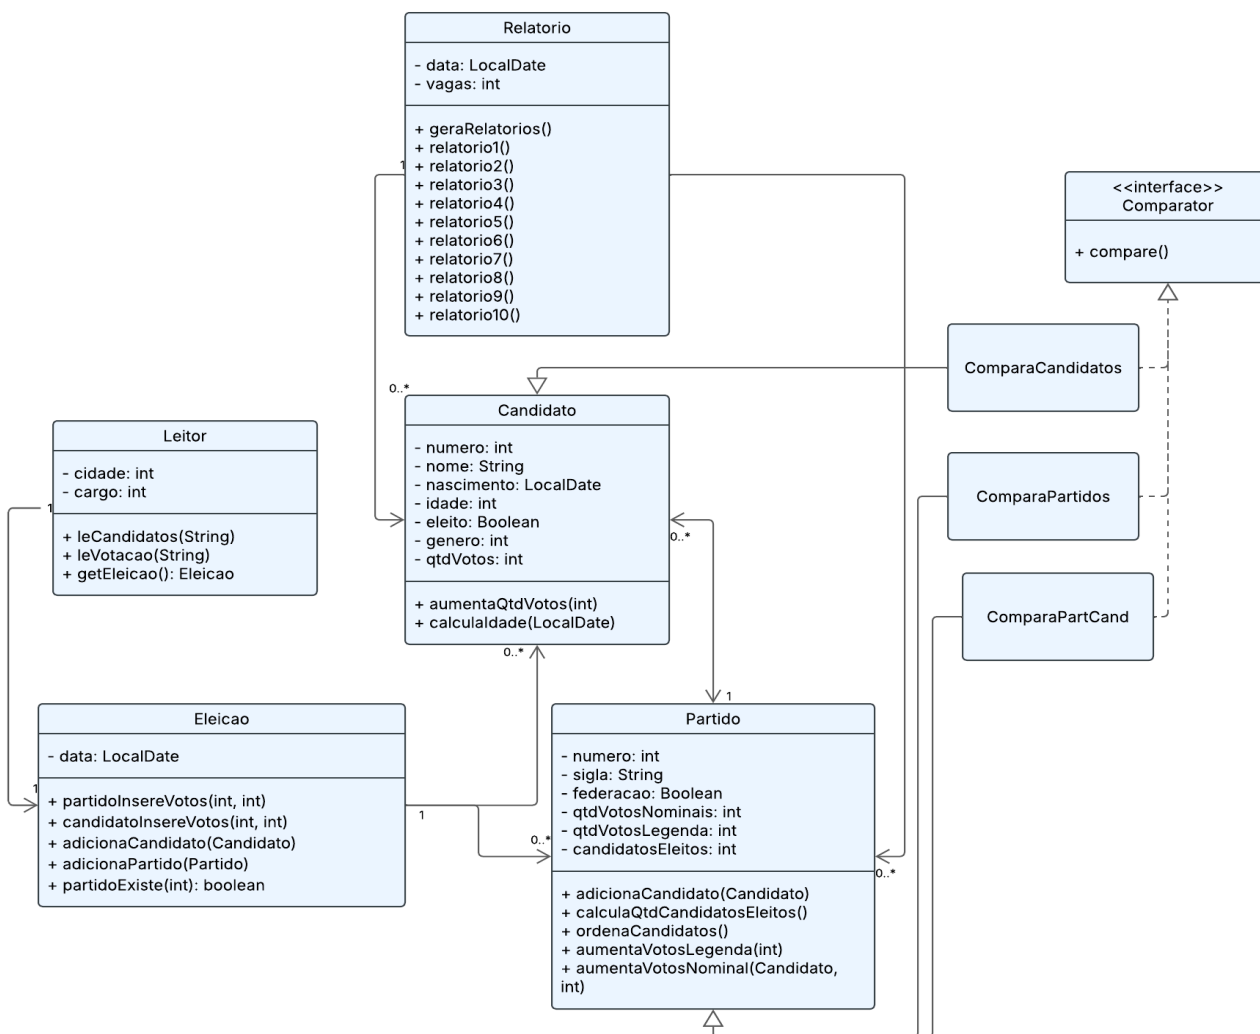 Relatorio
- data: LocalDate
- vagas: int
+ geraRelatorios()
+ relatorio1()
+ relatorio2()
+ relatorio3()
+ relatorio4()
+ relatorio5()
+ relatorio6()
+ relatorio7()
+ relatorio8()
+ relatorio9()
+ relatorio10()
1
<<interface>>
Comparator
+ compare()
ComparaCandidatos
0..*
Candidato
- numero: int
- nome: String
- nascimento: LocalDate
- idade: int
- eleito: Boolean
- genero: int
- qtdVotos: int
+ aumentaQtdVotos(int)
+ calculaIdade(LocalDate)
0..*
0..*
Leitor
- cidade: int
- cargo: int
+ leCandidatos(String)
+ leVotacao(String)
+ getEleicao(): Eleicao
1
ComparaPartidos
ComparaPartCand
Eleicao
- data: LocalDate
+ partidoInsereVotos(int, int)
+ candidatoInsereVotos(int, int)
+ adicionaCandidato(Candidato)
+ adicionaPartido(Partido)
+ partidoExiste(int): boolean
1
1
1
Partido
- numero: int
- sigla: String
- federacao: Boolean
- qtdVotosNominais: int
- qtdVotosLegenda: int
- candidatosEleitos: int
+ adicionaCandidato(Candidato)
+ calculaQtdCandidatosEleitos()
+ ordenaCandidatos()
+ aumentaVotosLegenda(int)
+ aumentaVotosNominal(Candidato,
int)
0..*
0..*